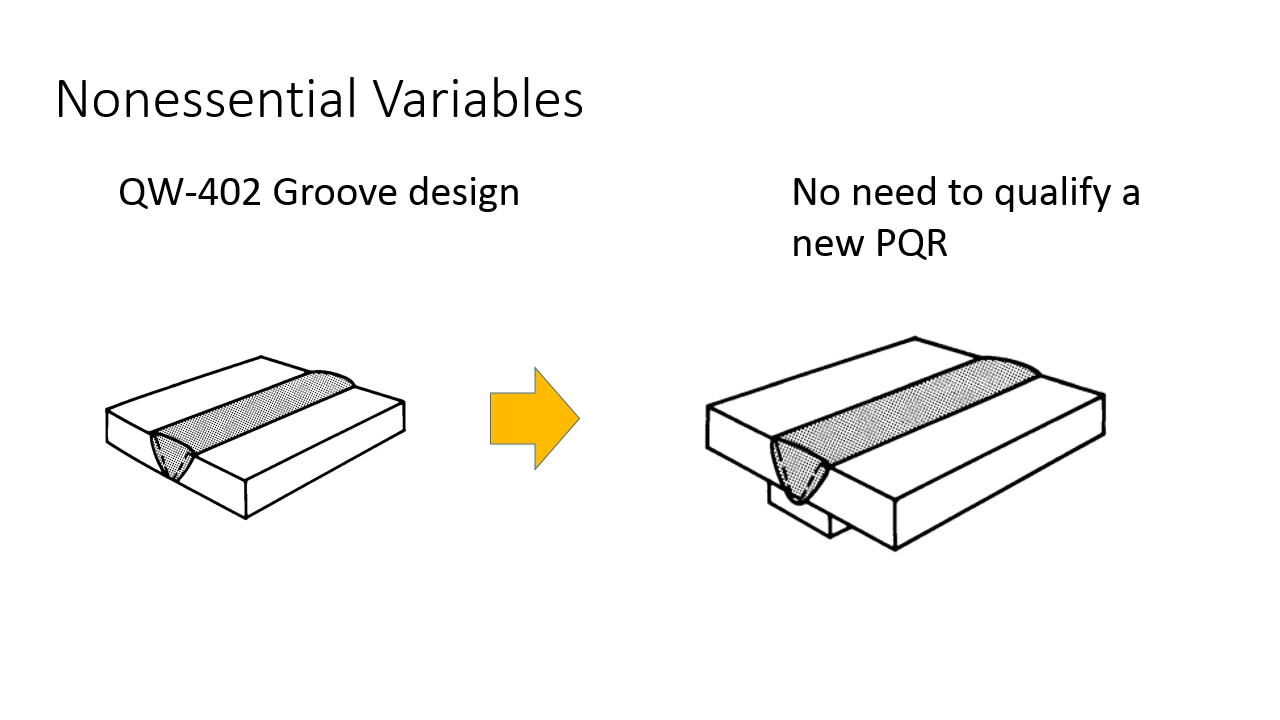 Nonessential Variables
QW-402 Groove design
No need to qualify a
new PQR